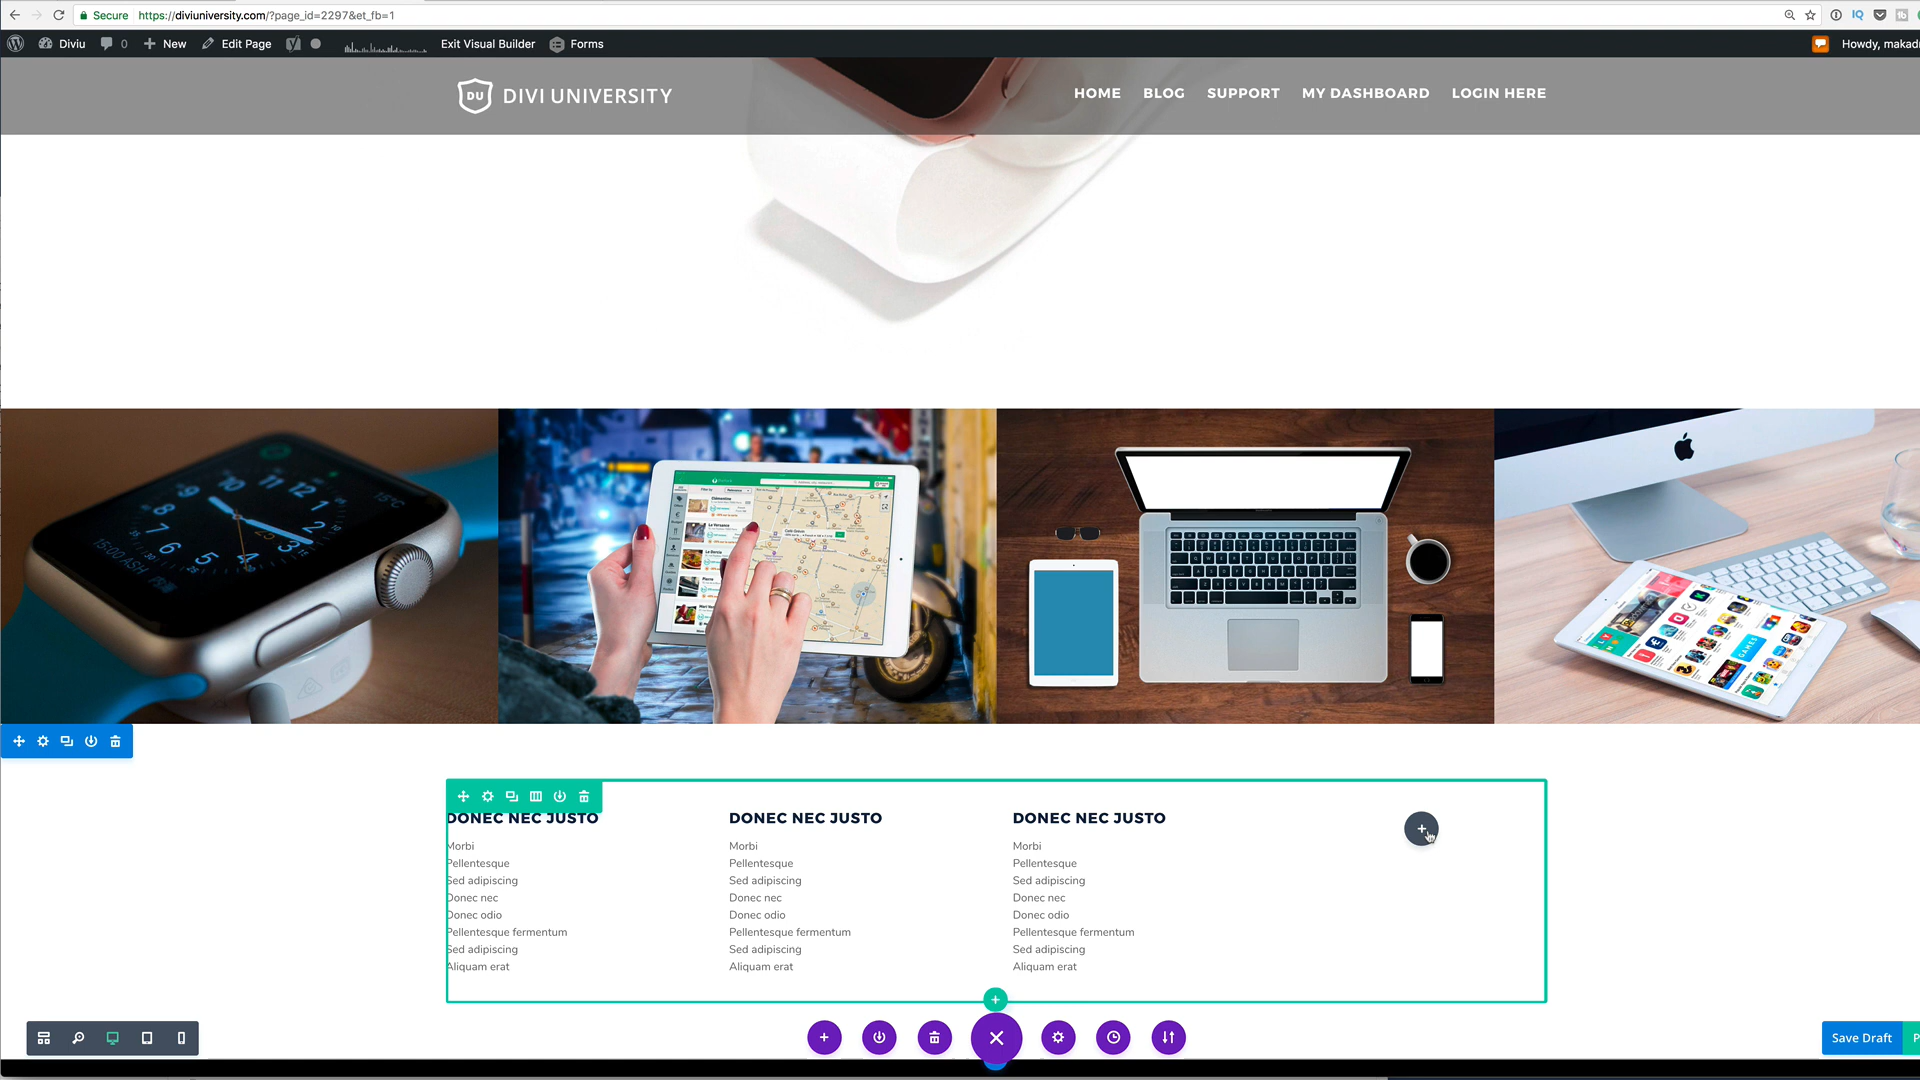 Secure https://diviuniversity.com/?page_id=2297&et_fb=1
IQ
Diviu 0 New Edit Page Exit Visual Builder Forms Howdy, makadr
DU DIVI UNIVERSITY HOME BLOG SUPPORT MY DASHBOARD LOGIN HERE
DONEC NEC JUSTO DONEC NEC JUSTO DONEC NEC JUSTO
Morbi Morbi Morbi
Pellentesque Pellentesque Pellentesque
Sed adipiscing Sed adipiscing Sed adipiscing
Donec nec Donec nec Donec nec
Donec odio Donec odio Donec odio
Pellentesque fermentum Pellentesque fermentum Pellentesque fermentum
Sed adipiscing Sed adipiscing Sed adipiscing
Aliquam erat Aliquam erat Aliquam erat
Save Draft P